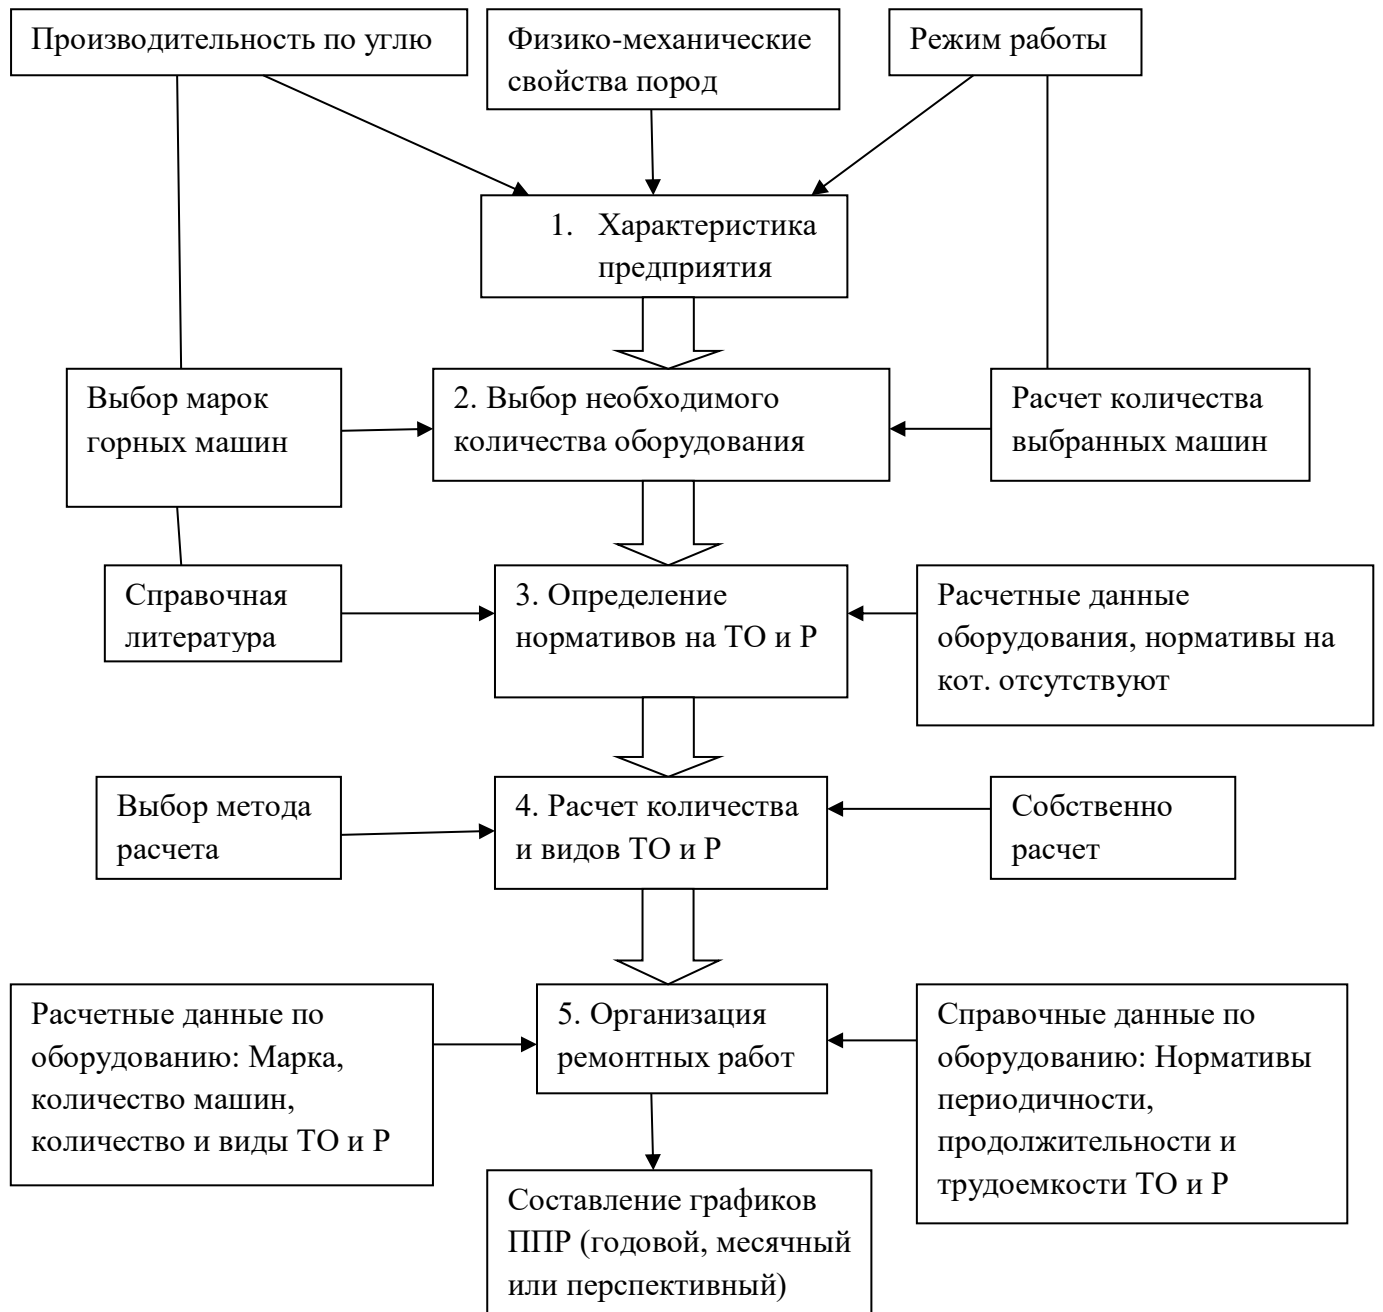 Производительность по углю
Физико-механические
свойства пород
Режим работы
1. Характеристика
предприятия
Выбор марок
горных машин
2. Выбор необходимого
количества оборудования
Расчет количества
выбранных машин
Справочная
литература
3. Определение
нормативов на ТО и Р
Расчетные данные
оборудования, нормативы на
кот. отсутствуют
Выбор метода
расчета
4. Расчет количества
и видов ТО и Р
Собственно
расчет
Расчетные данные по
оборудованию: Марка,
количество машин,
количество и виды ТО и Р
5. Организация
ремонтных работ
Справочные данные по
оборудованию: Нормативы
периодичности,
продолжительности и
трудоемкости ТО и Р
Составление графиков
ППР (годовой, месячный
или перспективный)